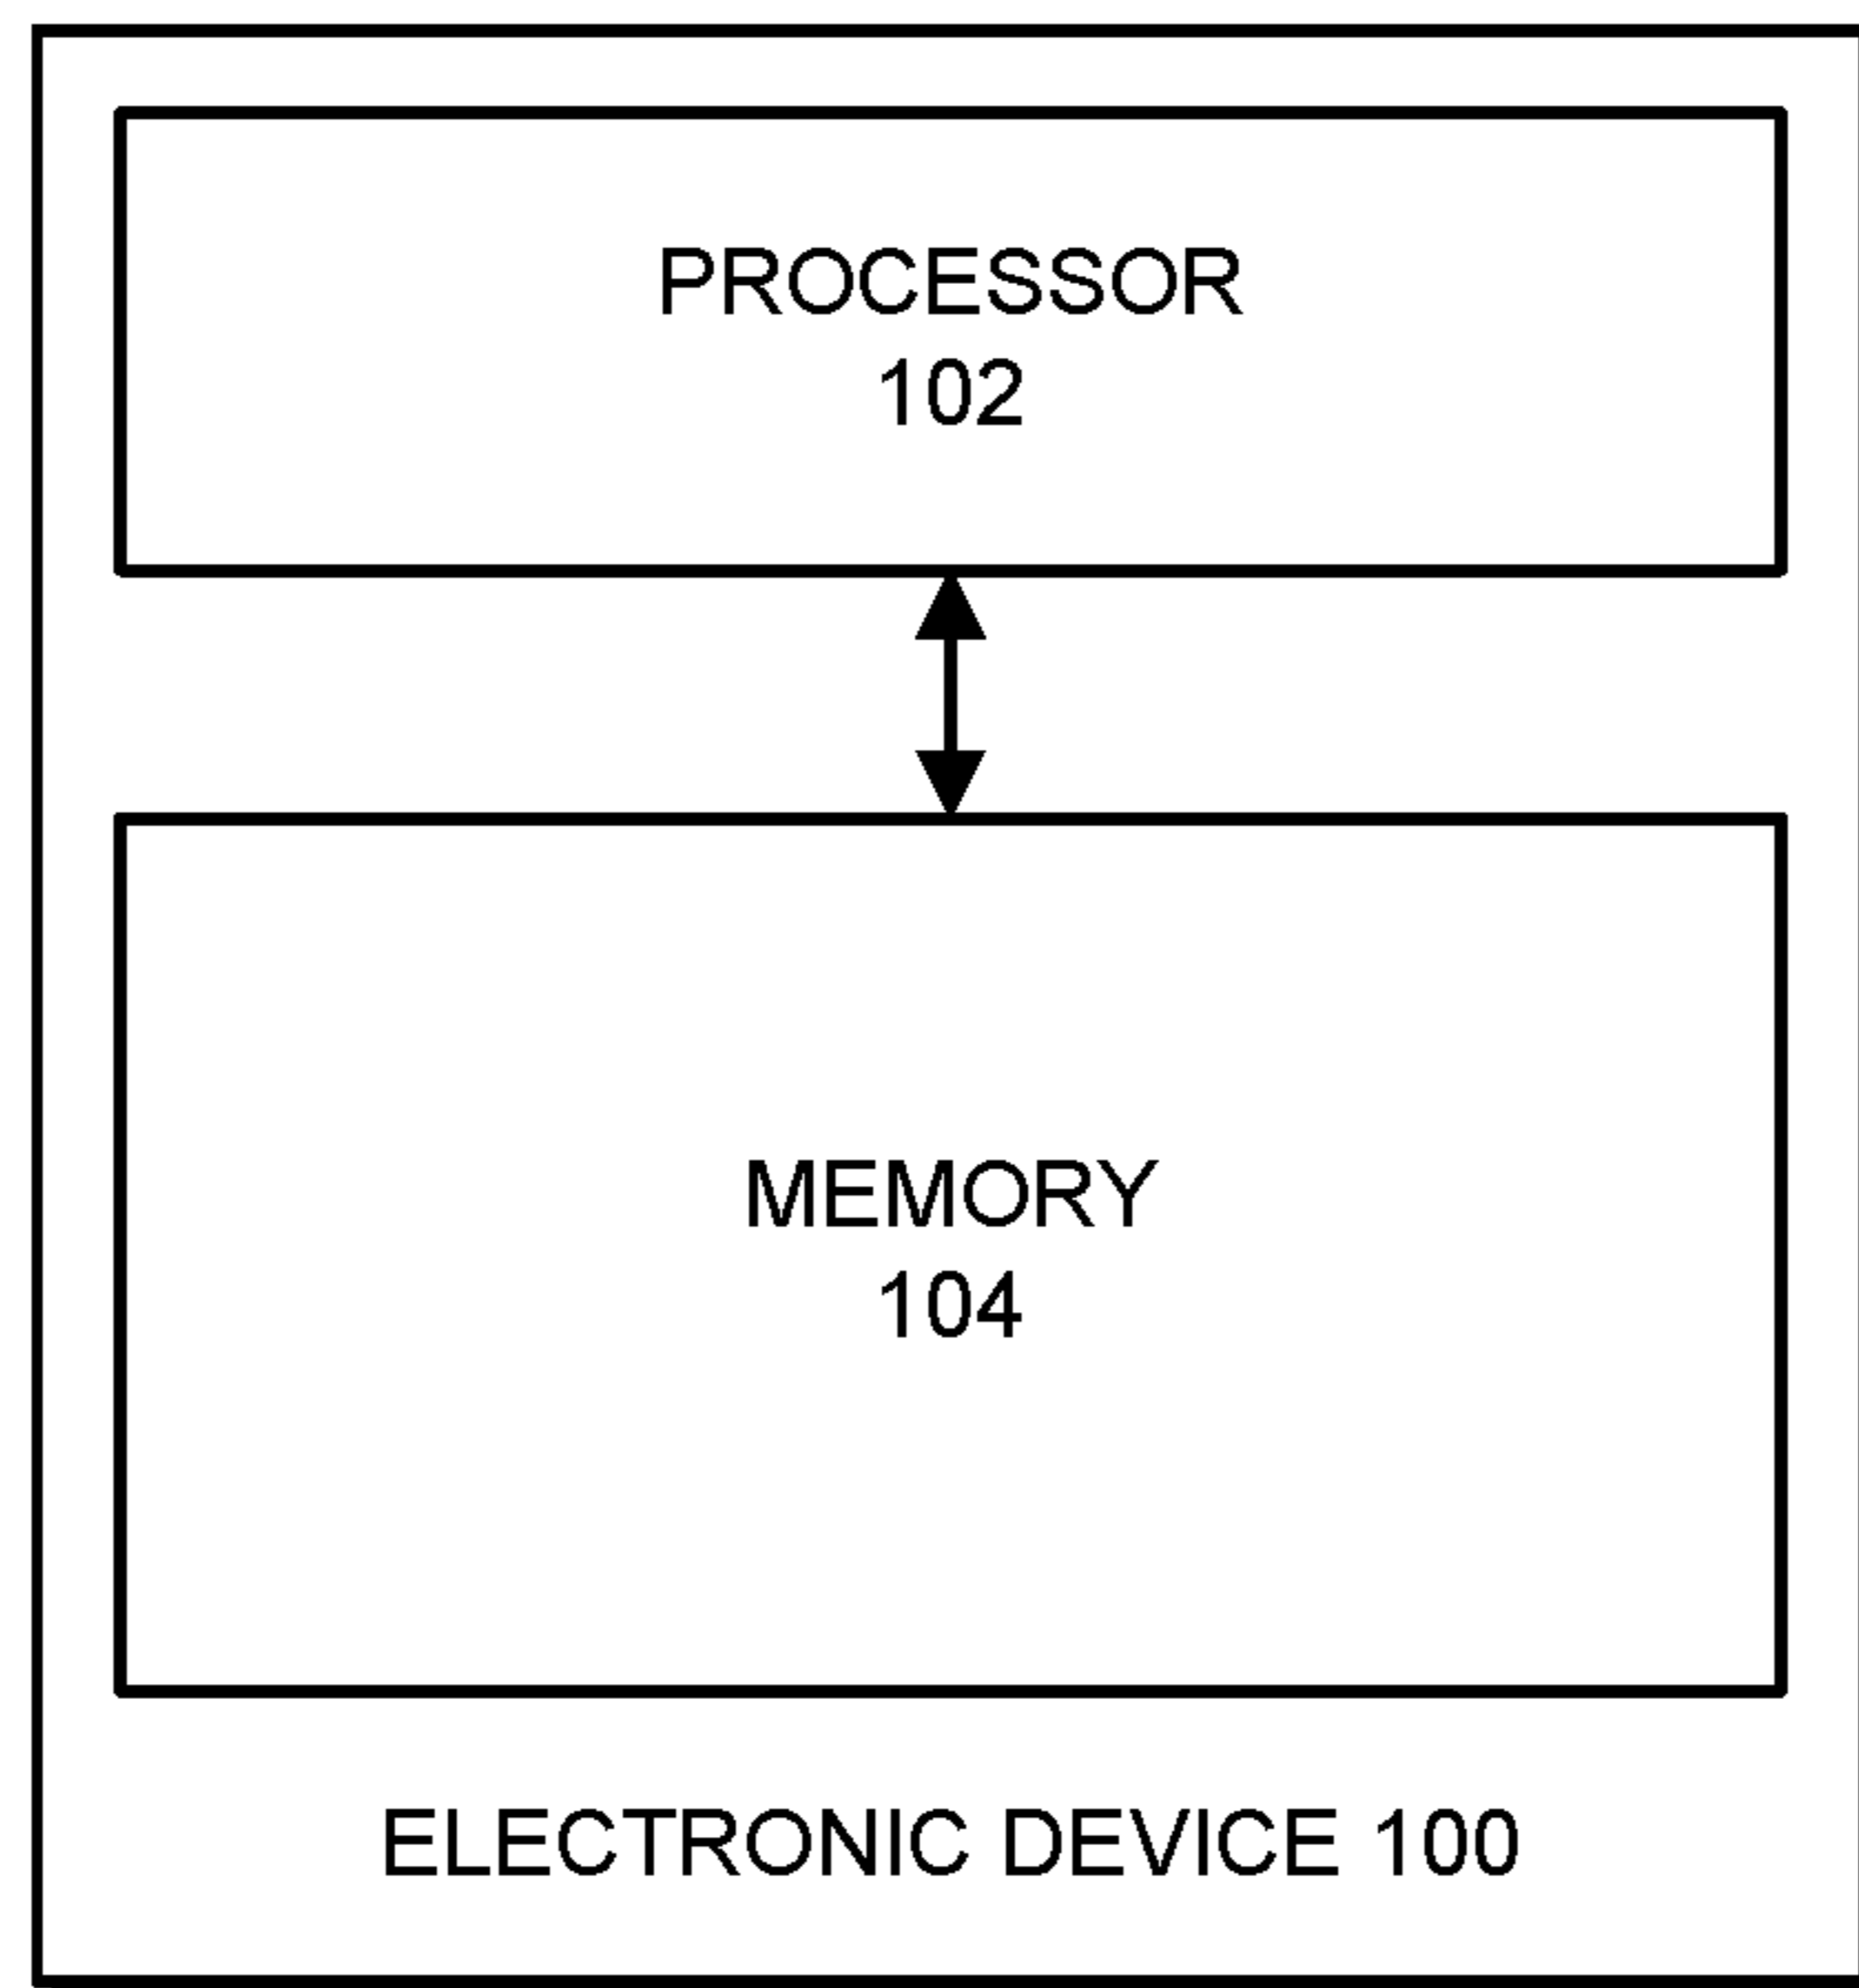 PROCESSOR
102
MEMORY
104
ELECTRONIC DEVICE 100